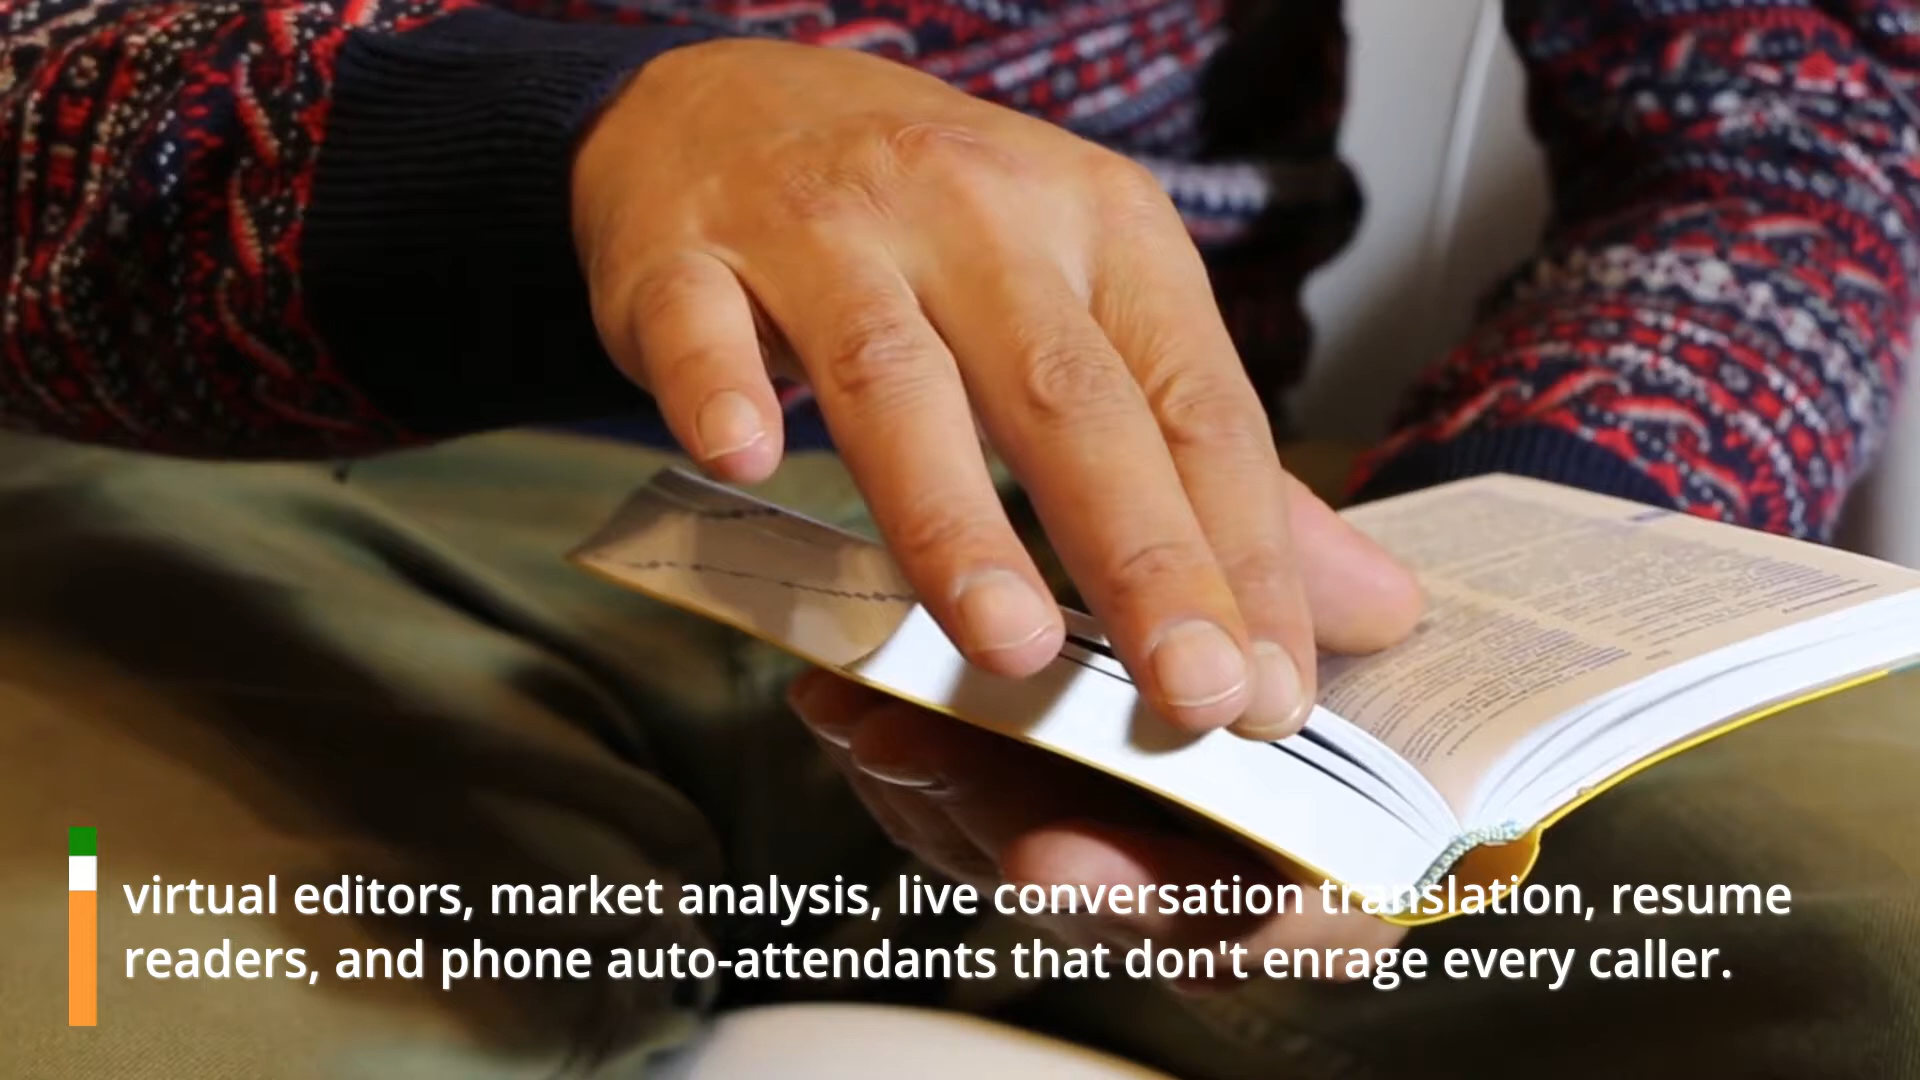 virtual editors, market analysis, live conversation translation, resume
readers, and phone auto-attendants that don't enrage every caller.